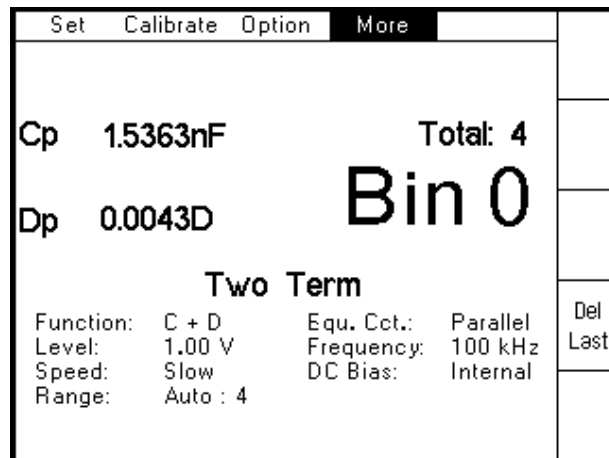 Set Calibrate Option More
Cp 1.5363nF Total: 4
Bin 0
Dp 0.0043D
Two Term
Function: C + D Equ. Cct.: Parallel
Level: 1.00 V Frequency: 100 kHz
Speed: Slow DC Bias: Internal
Range: Auto : 4
Del
Last